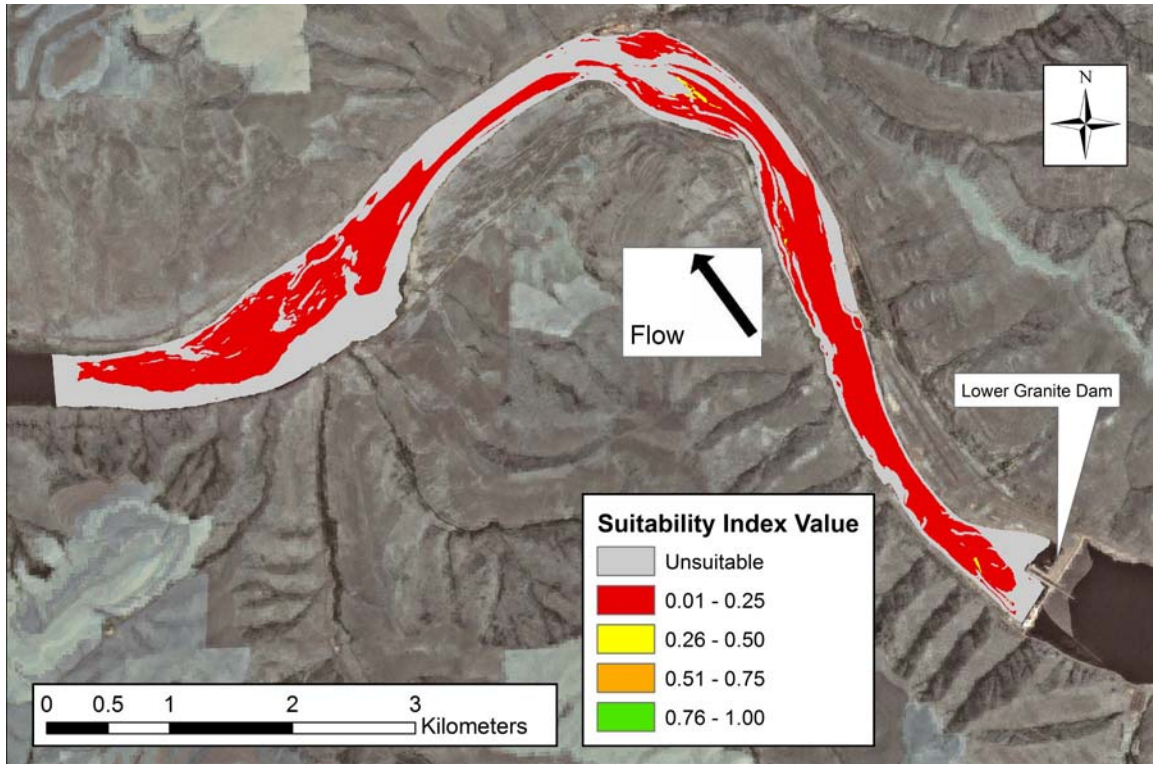 N
Flow
Lower Granite Dam
Suitability Index Value
Unsuitable
0.01 - 0.25
0.26 - 0.50
0.51 - 0.75
0.76 - 1.00
0 0.5 1 2 3
Kilometers